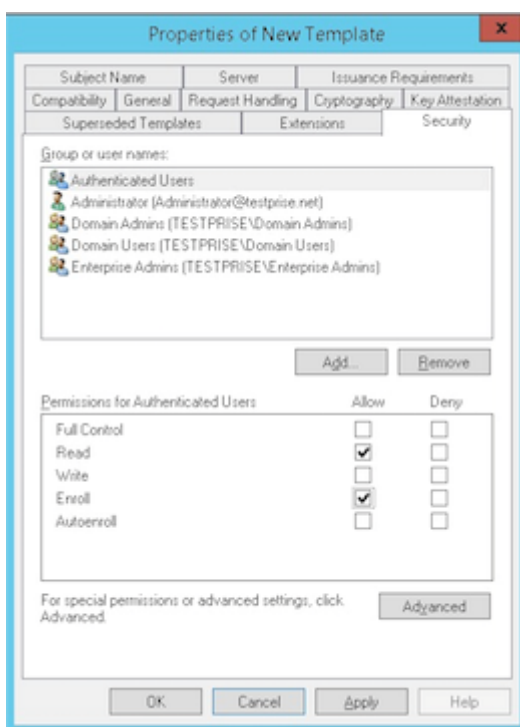 Properties of New Template
x
Subject Name Server Issuance Requirements
Compatibility General Request Handling Cryptography Key Attestation
Superseded Templates Extensions Security
Group or user names:
Authenticated Users
Administrator (Administrator@testprise.net)
Domain Admins (TESTPRISE\Domain Admins)
Domain Users (TESTPRISE\Domain Users)
Enterprise Admins (TESTPRISE\Enterprise Admins)
Add... Remove
Permissions for Authenticated Users Allow Deny
Full Control
Read
Write
Enroll
Autoenroll
For special permissions or advanced settings, click
Advanced.
Advanced
OK Cancel Apply Help